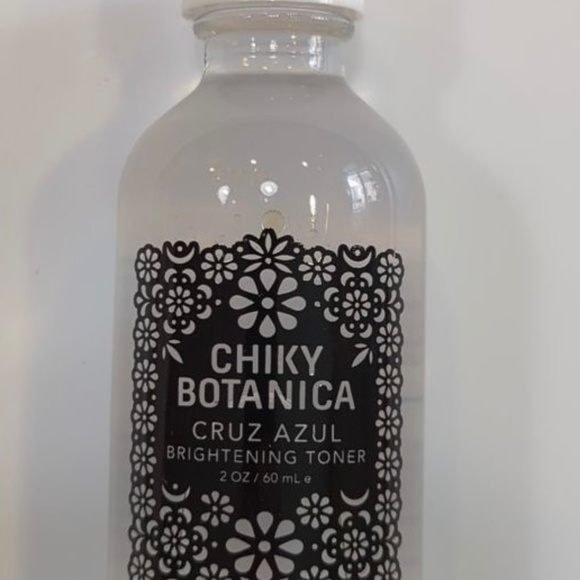 CHIKY
BOTANICA
CRUZ AZUL
BRIGHTENING TONER
2 OZ / 60 mL e